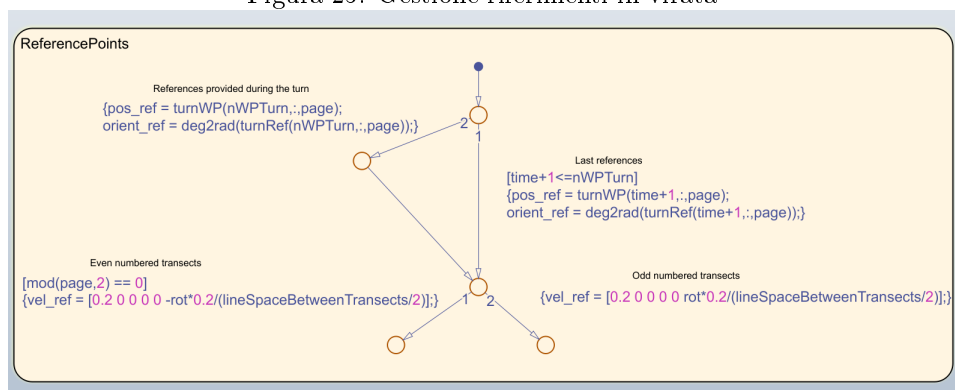 Figura 25: Gestione riferimenti in virata
ReferencePoints
References provided during the turn
{pos_ref = turnWP(nWPTurn,:,page);
orient_ref = deg2rad(turnRef(nWPTurn,:,page));}
2
1
Last references
[time+1<=nWPTurn]
{pos_ref = turnWP(time+1,:,page);
orient_ref = deg2rad(turnRef(time+1,:,page));}
Even numbered transects
[mod(page,2) == 0]
{vel_ref = [0.2 0 0 0 0 -rot*0.2/(lineSpaceBetweenTransects/2)];}
Odd numbered transects
{vel_ref = [0.2 0 0 0 0 rot*0.2/(lineSpaceBetweenTransects/2)];}
1
2